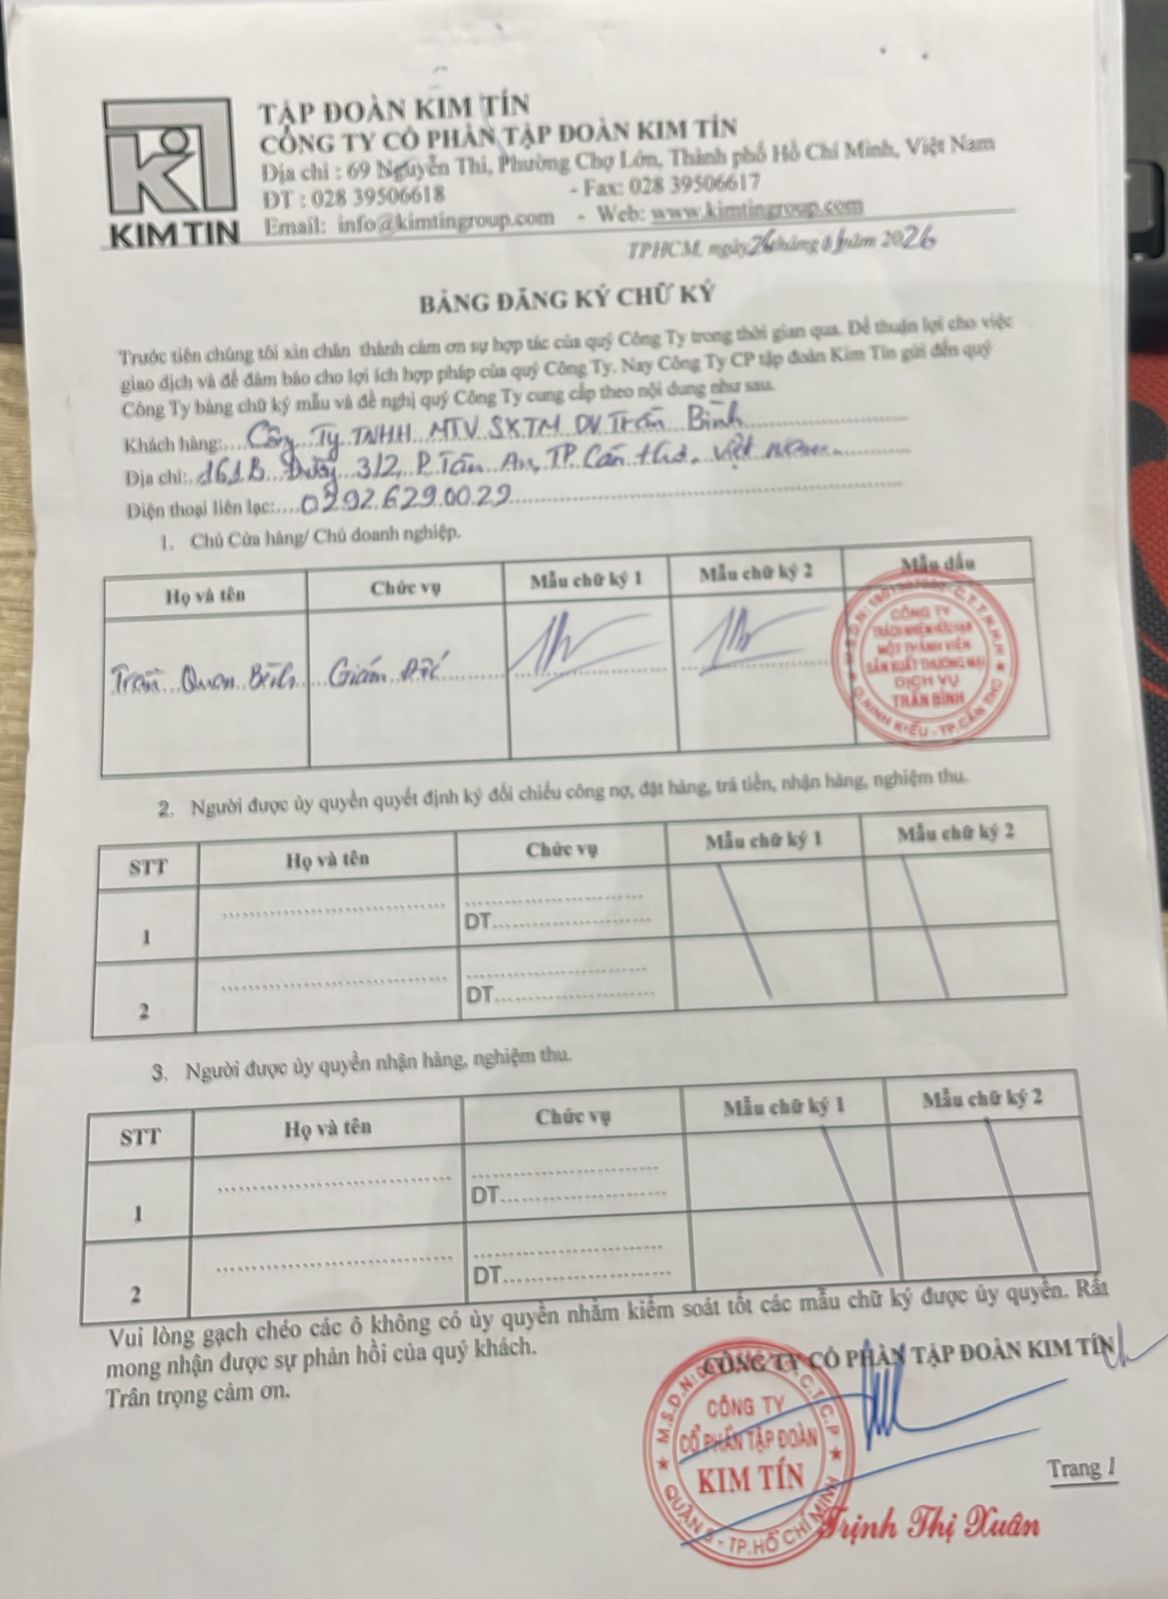 TẬP ĐOÀN KIM TÍN
CÔNG TY CỔ PHẦN TẬP ĐOÀN KIM TÍN
Địa chỉ : 69 Nguyễn Thi, Phường Chợ Lớn, Thành phố Hồ Chí Minh, Việt Nam
ĐT : 028 39506618 - Fax: 028 39506617
Email: info@kimtingroup.com - Web: www.kimtingroup.com
KIM TIN
TPHCM, ngày 26 tháng 01 năm 2026
BẢNG ĐĂNG KÝ CHỮ KÝ
Trước tiên chúng tôi xin chân thành cám ơn sự hợp tác của quý Công Ty trong thời gian qua. Để thuận lợi cho việc
giao dịch và để đảm bảo cho lợi ích hợp pháp của quý Công Ty. Nay Công Ty CP tập đoàn Kim Tín gửi đến quý
Công Ty bảng chữ ký mẫu và đề nghị quý Công Ty cung cấp theo nội dung như sau.
Khách hàng: Công Ty TNHH MTV SXTM DV Trần Bình
Địa chỉ: 161B Đường 3/2, P. Tân An, TP. Cần Thơ, Việt Nam
Điện thoại liên lạc: 0292.629.0029
1. Chủ Cửa hàng/ Chủ doanh nghiệp.
Họ và tên Chức vụ Mẫu chữ ký 1 Mẫu chữ ký 2 Mẫu dấu
Trần Quan Bình Giám Đốc
CÔNG TY
TRÁCH NHIỆM HỮU HẠN
MỘT THÀNH VIÊN
SẢN XUẤT THƯƠNG MẠI
DỊCH VỤ
TRẦN BÌNH
Q.NINH KIỀU - TP.CẦN THƠ
2. Người được ủy quyền quyết định ký đối chiếu công nợ, đặt hàng, trả tiền, nhận hàng, nghiệm thu.
STT Họ và tên Chức vụ Mẫu chữ ký 1 Mẫu chữ ký 2
1 DT
2 DT
3. Người được ủy quyền nhận hàng, nghiệm thu.
STT Họ và tên Chức vụ Mẫu chữ ký 1 Mẫu chữ ký 2
1 DT
2 DT
Vui lòng gạch chéo các ô không có ủy quyền nhằm kiểm soát tốt các mẫu chữ ký được ủy quyền. Rất
mong nhận được sự phản hồi của quý khách.
Trân trọng cảm ơn.
CÔNG TY CỔ PHẦN TẬP ĐOÀN KIM TÍN
CÔNG TY
CỔ PHẦN TẬP ĐOÀN
KIM TÍN
QUẬN 5 - TP.HỒ CHÍ MINH
Trang 1
Trịnh Thị Xuân